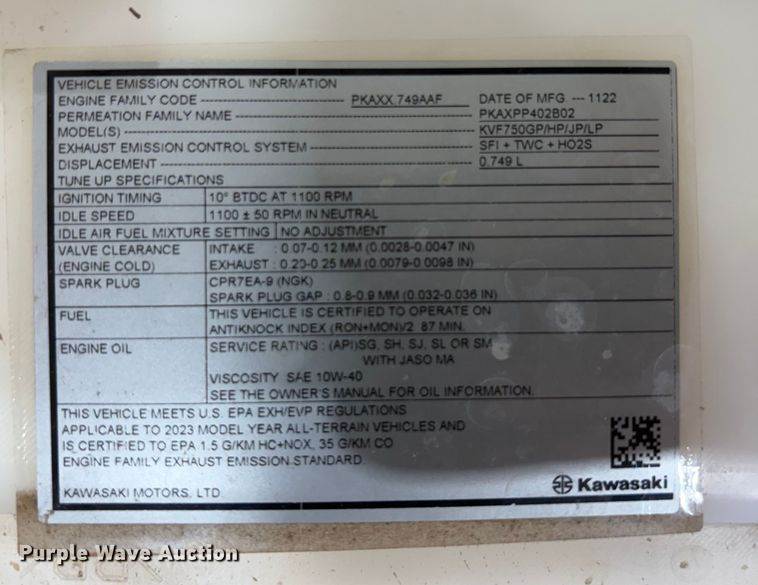 VEHICLE EMISSION CONTROL INFORMATION
ENGINE FAMILY CODE ---------------- PKAXX.749AAF DATE OF MFG --- 1122
PERMEATION FAMILY NAME ---------------- PKAXPP402B02
MODEL(S) ---------------- KVF750GP/HP/JP/LP
EXHAUST EMISSION CONTROL SYSTEM ---------------- SFI + TWC + HO2S
DISPLACEMENT ---------------- 0.749 L
TUNE UP SPECIFICATIONS
IGNITION TIMING 10° BTDC AT 1100 RPM
IDLE SPEED 1100 ± 50 RPM IN NEUTRAL
IDLE AIR FUEL MIXTURE SETTING NO ADJUSTMENT
VALVE CLEARANCE INTAKE : 0.07-0.12 MM (0.0028-0.0047 IN)
(ENGINE COLD) EXHAUST : 0.20-0.25 MM (0.0079-0.0098 IN)
SPARK PLUG CPR7EA-9 (NGK)
SPARK PLUG GAP : 0.8-0.9 MM (0.032-0.036 IN)
FUEL THIS VEHICLE IS CERTIFIED TO OPERATE ON
ANTIKNOCK INDEX (RON+MON)/2 87 MIN.
ENGINE OIL SERVICE RATING : (API)SG, SH, SJ, SL OR SM
WITH JASO MA
VISCOSITY SAE 10W-40
SEE THE OWNER'S MANUAL FOR OIL INFORMATION.
THIS VEHICLE MEETS U.S. EPA EXH/EVP REGULATIONS
APPLICABLE TO 2023 MODEL YEAR ALL-TERRAIN VEHICLES AND
IS CERTIFIED TO EPA 1.5 G/KM HC+NOX, 35 G/KM CO
ENGINE FAMILY EXHAUST EMISSION STANDARD.
KAWASAKI MOTORS, LTD.
Kawasaki
Purple Wave Auction